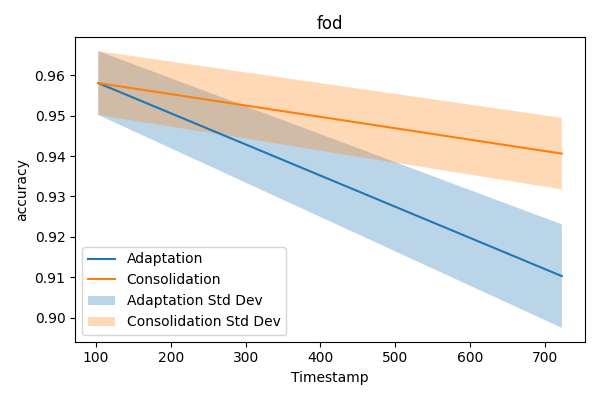 fod
accuracy
0.96
0.95
0.94
0.93
0.92
0.91
0.90
Adaptation
Consolidation
Adaptation Std Dev
Consolidation Std Dev
100 200 300 400 500 600 700
Timestamp